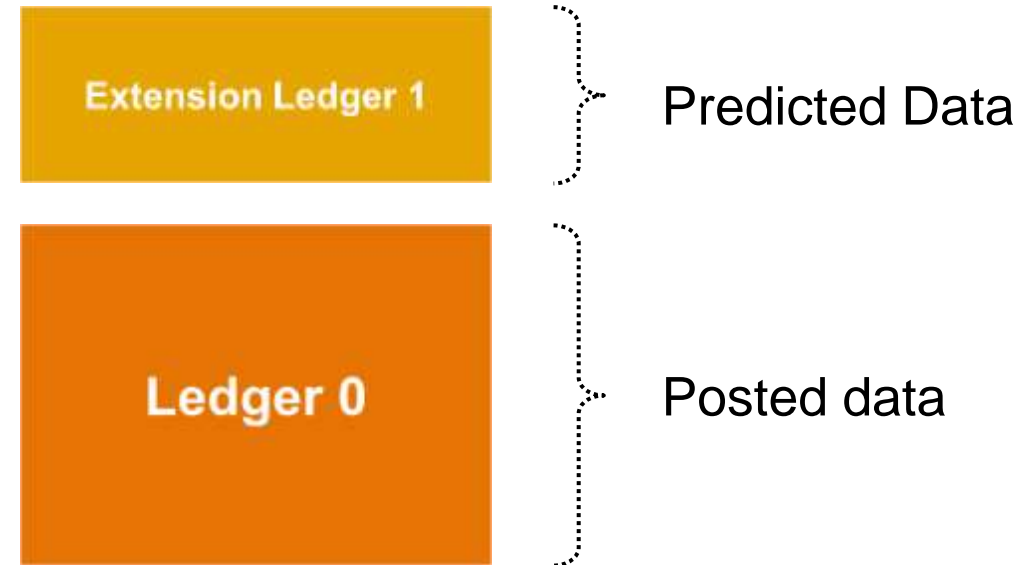 Extension Ledger 1
Predicted Data
Ledger 0
Posted data